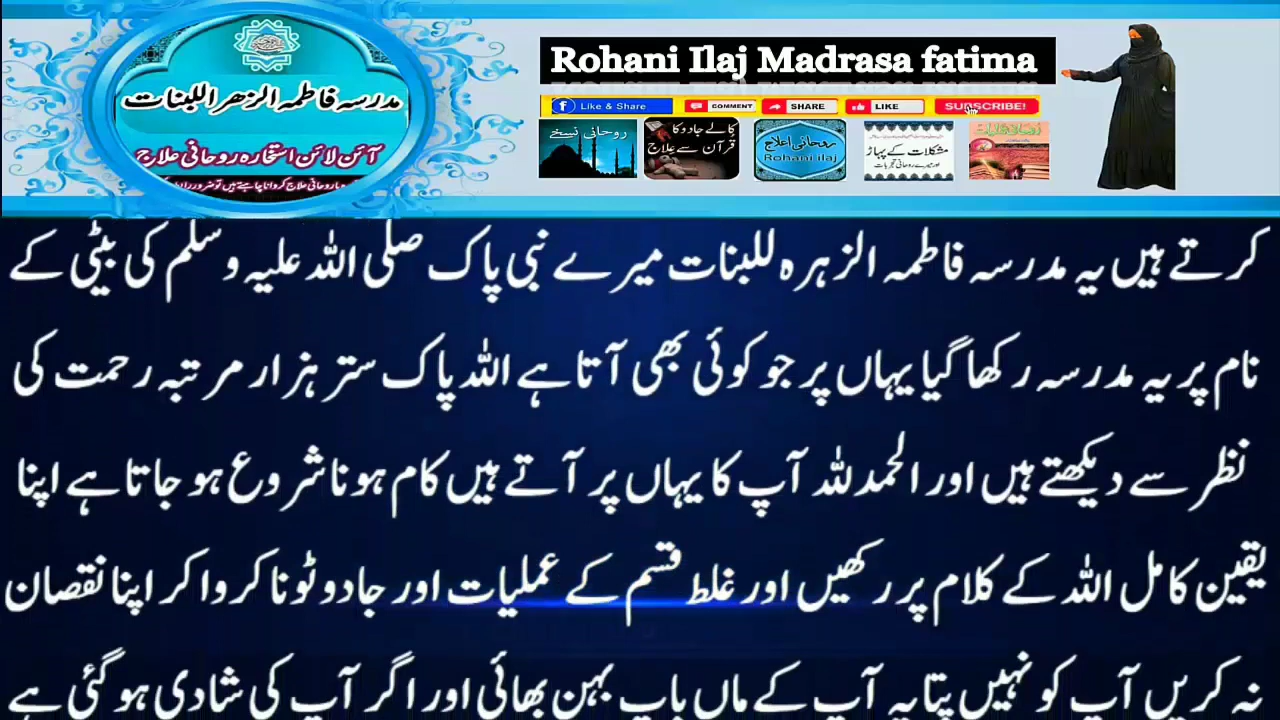 مدرسہ فاطمہ الزھرا للبنات
آئن لائن استخارہ روحانی علاج
Rohani Ilaj Madrasa fatima
Like & Share
COMMENT
SHARE
LIKE
SUBSCRIBE!
روحانی نسخے
کالے جادو کا
قرآن سے علاج
روحانی علاج
Rohani ilaj
مشکلات کے پہاڑ
اور میرے روحانی تجربات
کرتے ہیں یہ مدرسہ فاطمہ الزہرہ للبنات میرے نبی پاک صلی اللہ علیہ وسلم کی بیٹی کے
نام پر یہ مدرسہ رکھا گیا یہاں پر جو کوئی بھی آتا ہے اللہ پاک ستر ہزار مرتبہ رحمت کی
نظر سے دیکھتے ہیں اور الحمدللہ آپ کا یہاں پر آتے ہیں کام ہونا شروع ہو جاتا ہے اپنا
یقین کامل اللہ کے کلام پر رکھیں اور غلط قسم کے عملیات اور جادو ٹونا کروا کر اپنا نقصان
نہ کریں آپ کو نہیں پتا یہ آپ کے ماں باپ بہن بھائی اور اگر آپ کی شادی ہو گئی ہے